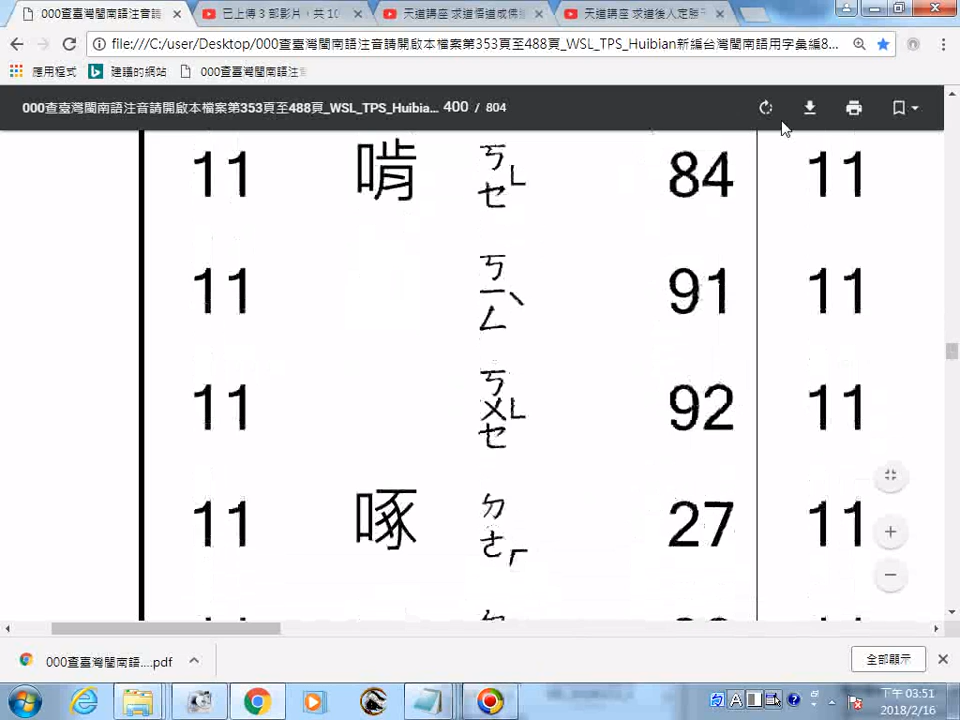 000查臺灣閩南語注音請
已上傳 3 部影片，共 10
天道講座 求道悟道成佛
天道講座 求道後人定勝
file:///C:/user/Desktop/000查臺灣閩南語注音請開啟本檔案第353頁至488頁_WSL_TPS_Huibian新編台灣閩南語用字彙編8...
應用程式
建議的網站
000查臺灣閩南語注音
000查臺灣閩南語注音請開啟本檔案第353頁至488頁_WSL_TPS_Huibia... 400 / 804
11 啃 ㄎㄝㄴ 84 11
11 ㄎㄧㄥˋ 91 11
11 ㄎㄨㄝㄴ 92 11
11 啄 ㄉㄜㄏ 27 11
000查臺灣閩南語....pdf
全部顯示
下午 03:51
2018/2/16